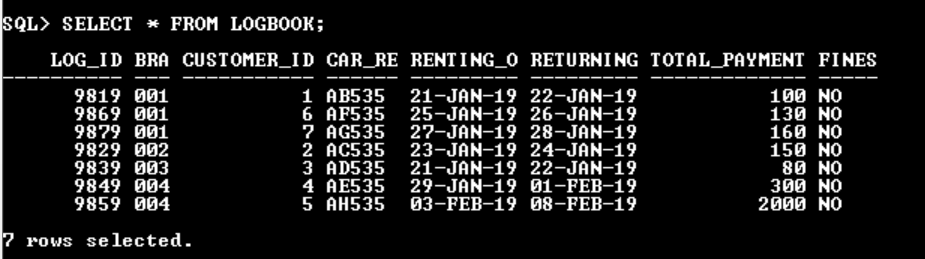 SQL> SELECT * FROM LOGBOOK;
LOG_ID BRA CUSTOMER_ID CAR_RE RENTING_O RETURNING TOTAL_PAYMENT FINES
9819 001 1 AB535 21-JAN-19 22-JAN-19 100 NO
9869 001 6 AF535 25-JAN-19 26-JAN-19 130 NO
9879 001 7 AG535 27-JAN-19 28-JAN-19 160 NO
9829 002 2 AC535 23-JAN-19 24-JAN-19 150 NO
9839 003 3 AD535 21-JAN-19 22-JAN-19 80 NO
9849 004 4 AE535 29-JAN-19 01-FEB-19 300 NO
9859 004 5 AH535 03-FEB-19 08-FEB-19 2000 NO
7 rows selected.